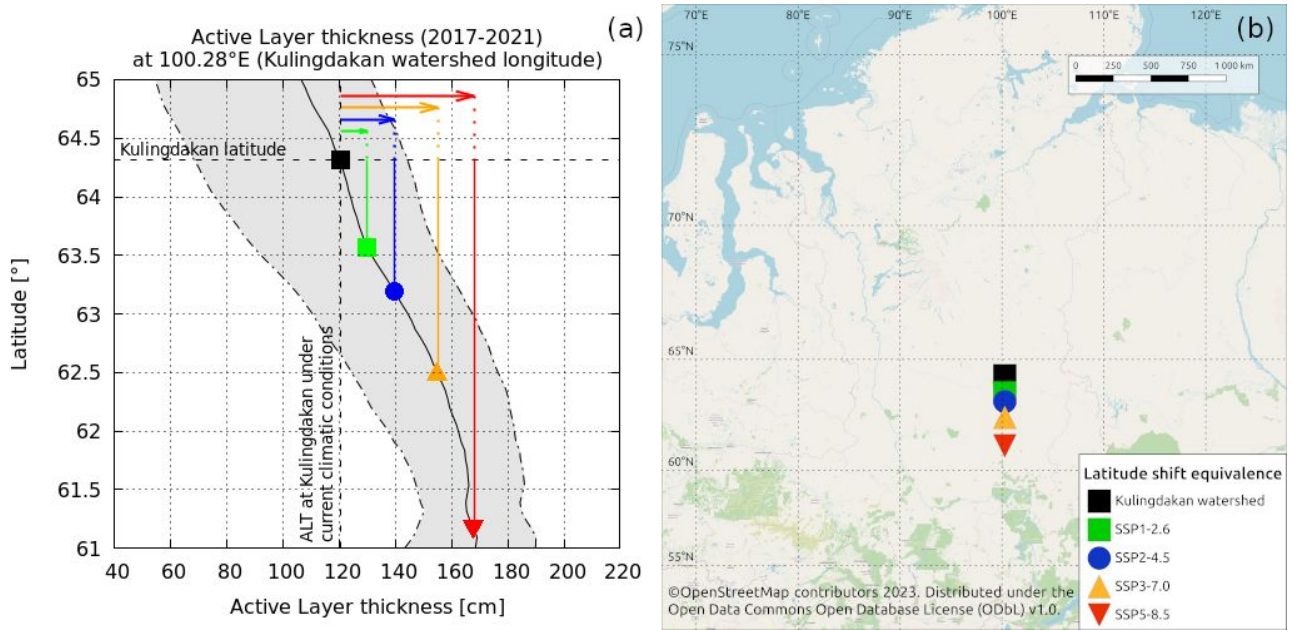 Active Layer thickness (2017-2021)
at 100.28°E (Kulingdakan watershed longitude)
(a)
65
64.5
64
63.5
63
62.5
62
61.5
61
Latitude [°]
Kulingdakan latitude
ALT at Kulingdakan under
current climatic conditions
40 60 80 100 120 140 160 180 200 220
Active Layer thickness [cm]
(b)
70°E 80°E 90°E 100°E 110°E 120°E
75°N
70°N
65°N
60°N
55°N
0 250 500 750 1 000 km
Latitude shift equivalence
Kulingdakan watershed
SSP1-2.6
SSP2-4.5
SSP3-7.0
SSP5-8.5
©OpenStreetMap contributors 2023. Distributed under the
Open Data Commons Open Database License (ODbL) v1.0.